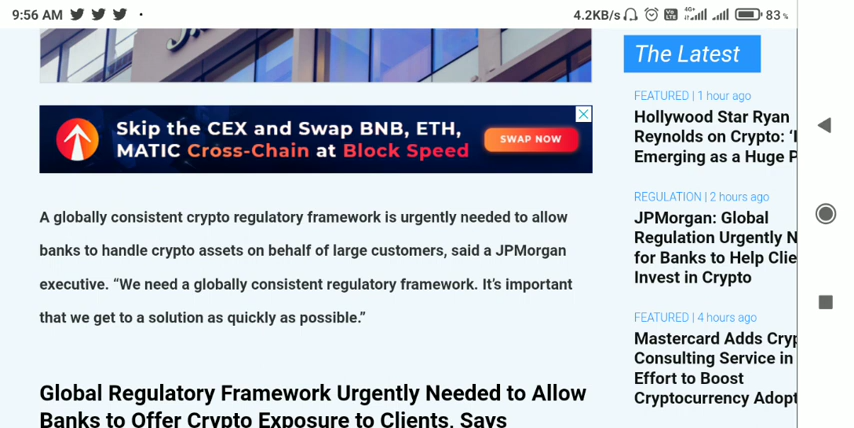 9:56 AM
4.2KB/s 4G+ 83%
Skip the CEX and Swap BNB, ETH,
MATIC Cross-Chain at Block Speed
SWAP NOW
A globally consistent crypto regulatory framework is urgently needed to allow
banks to handle crypto assets on behalf of large customers, said a JPMorgan
executive. “We need a globally consistent regulatory framework. It’s important
that we get to a solution as quickly as possible.”
Global Regulatory Framework Urgently Needed to Allow
Banks to Offer Crypto Exposure to Clients, Says
The Latest
FEATURED | 1 hour ago
Hollywood Star Ryan
Reynolds on Crypto:
Emerging as a Huge
REGULATION | 2 hours ago
JPMorgan: Global
Regulation Urgently
for Banks to Help
Invest in Crypto
FEATURED | 4 hours ago
Mastercard Adds
Consulting Service in
Effort to Boost
Cryptocurrency